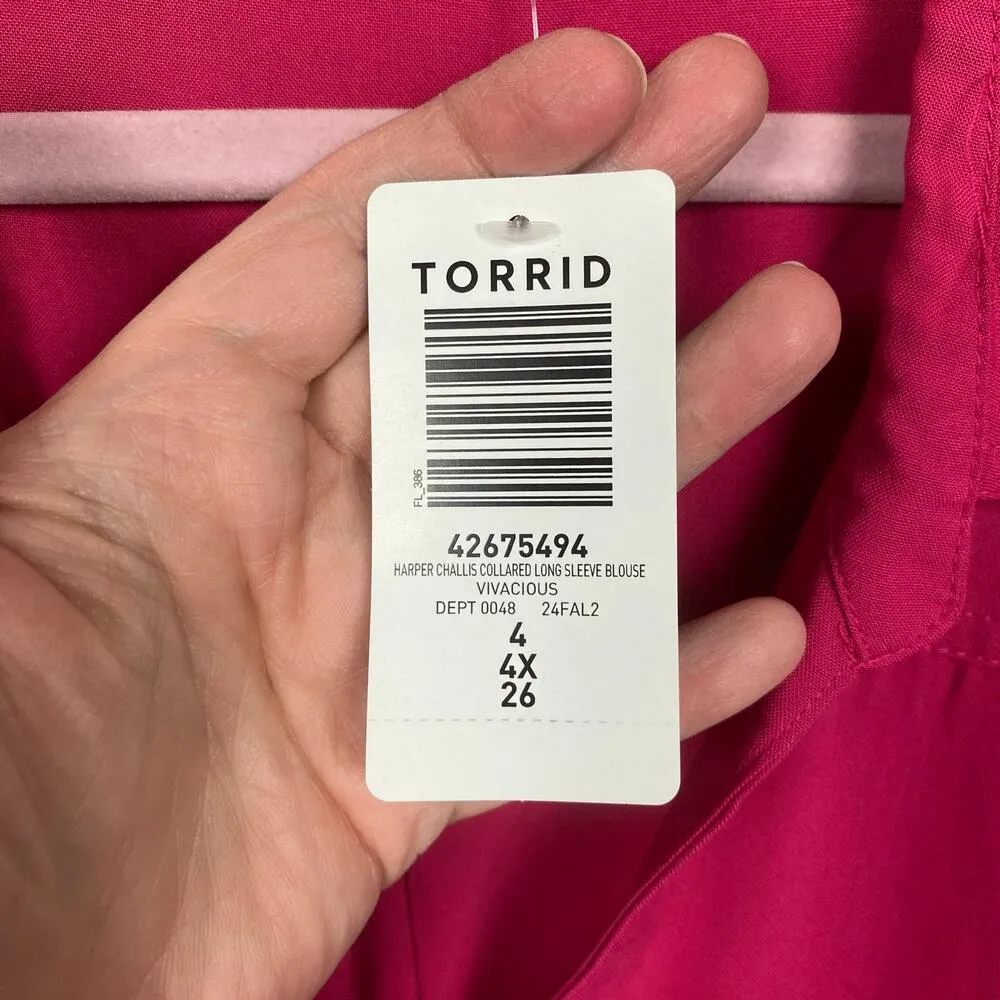 TORRID
FL_386
42675494
HARPER CHALLIS COLLARED LONG SLEEVE BLOUSE
VIVACIOUS
DEPT 0048 24FAL2
4
4X
26